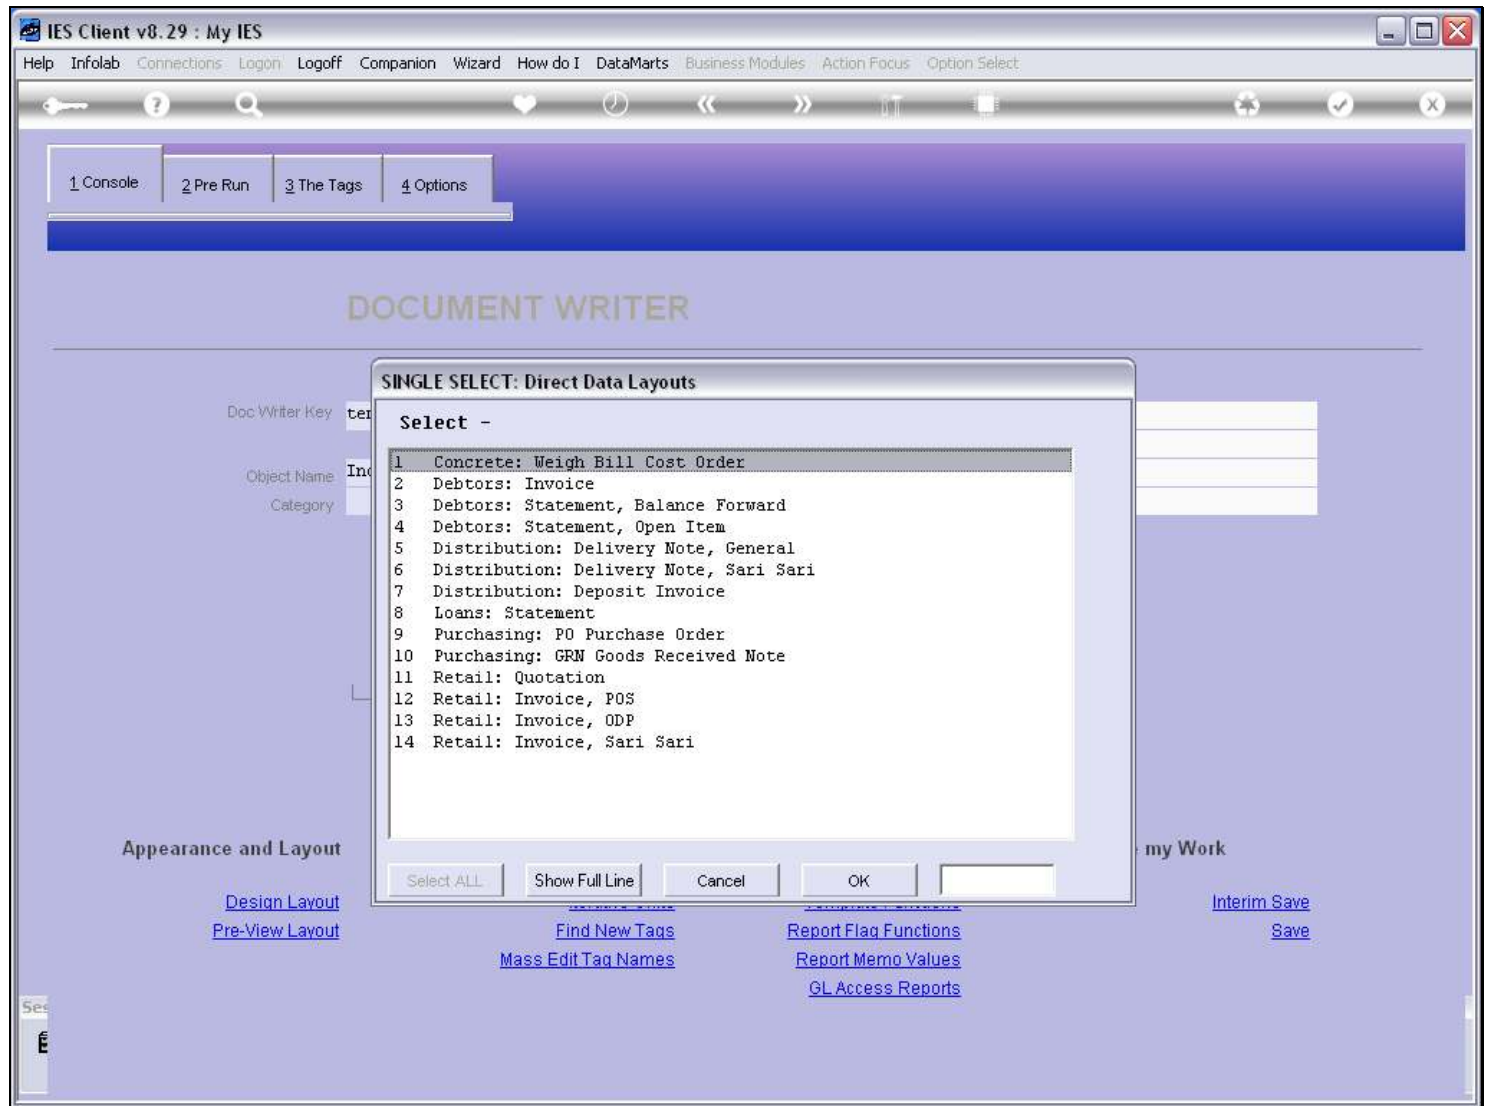 IES Client v8.29 : My IES
Help Infolab Connections Logon Logoff Companion Wizard How do I DataMarts Business Modules Action Focus Option Select
1 Console 2 Pre Run 3 The Tags 4 Options
DOCUMENT WRITER
SINGLE SELECT: Direct Data Layouts
Doc Writer Key
Select -
Object Name
Category
1 Concrete: Weigh Bill Cost Order
2 Debtors: Invoice
3 Debtors: Statement, Balance Forward
4 Debtors: Statement, Open Item
5 Distribution: Delivery Note, General
6 Distribution: Delivery Note, Sari Sari
7 Distribution: Deposit Invoice
8 Loans: Statement
9 Purchasing: PO Purchase Order
10 Purchasing: GRN Goods Received Note
11 Retail: Quotation
12 Retail: Invoice, POS
13 Retail: Invoice, ODP
14 Retail: Invoice, Sari Sari
Appearance and Layout my Work
Select ALL Show Full Line Cancel OK
Design Layout Interim Save
Pre-View Layout Find New Tags Report Flag Functions Save
Mass Edit Tag Names Report Memo Values
GL Access Reports